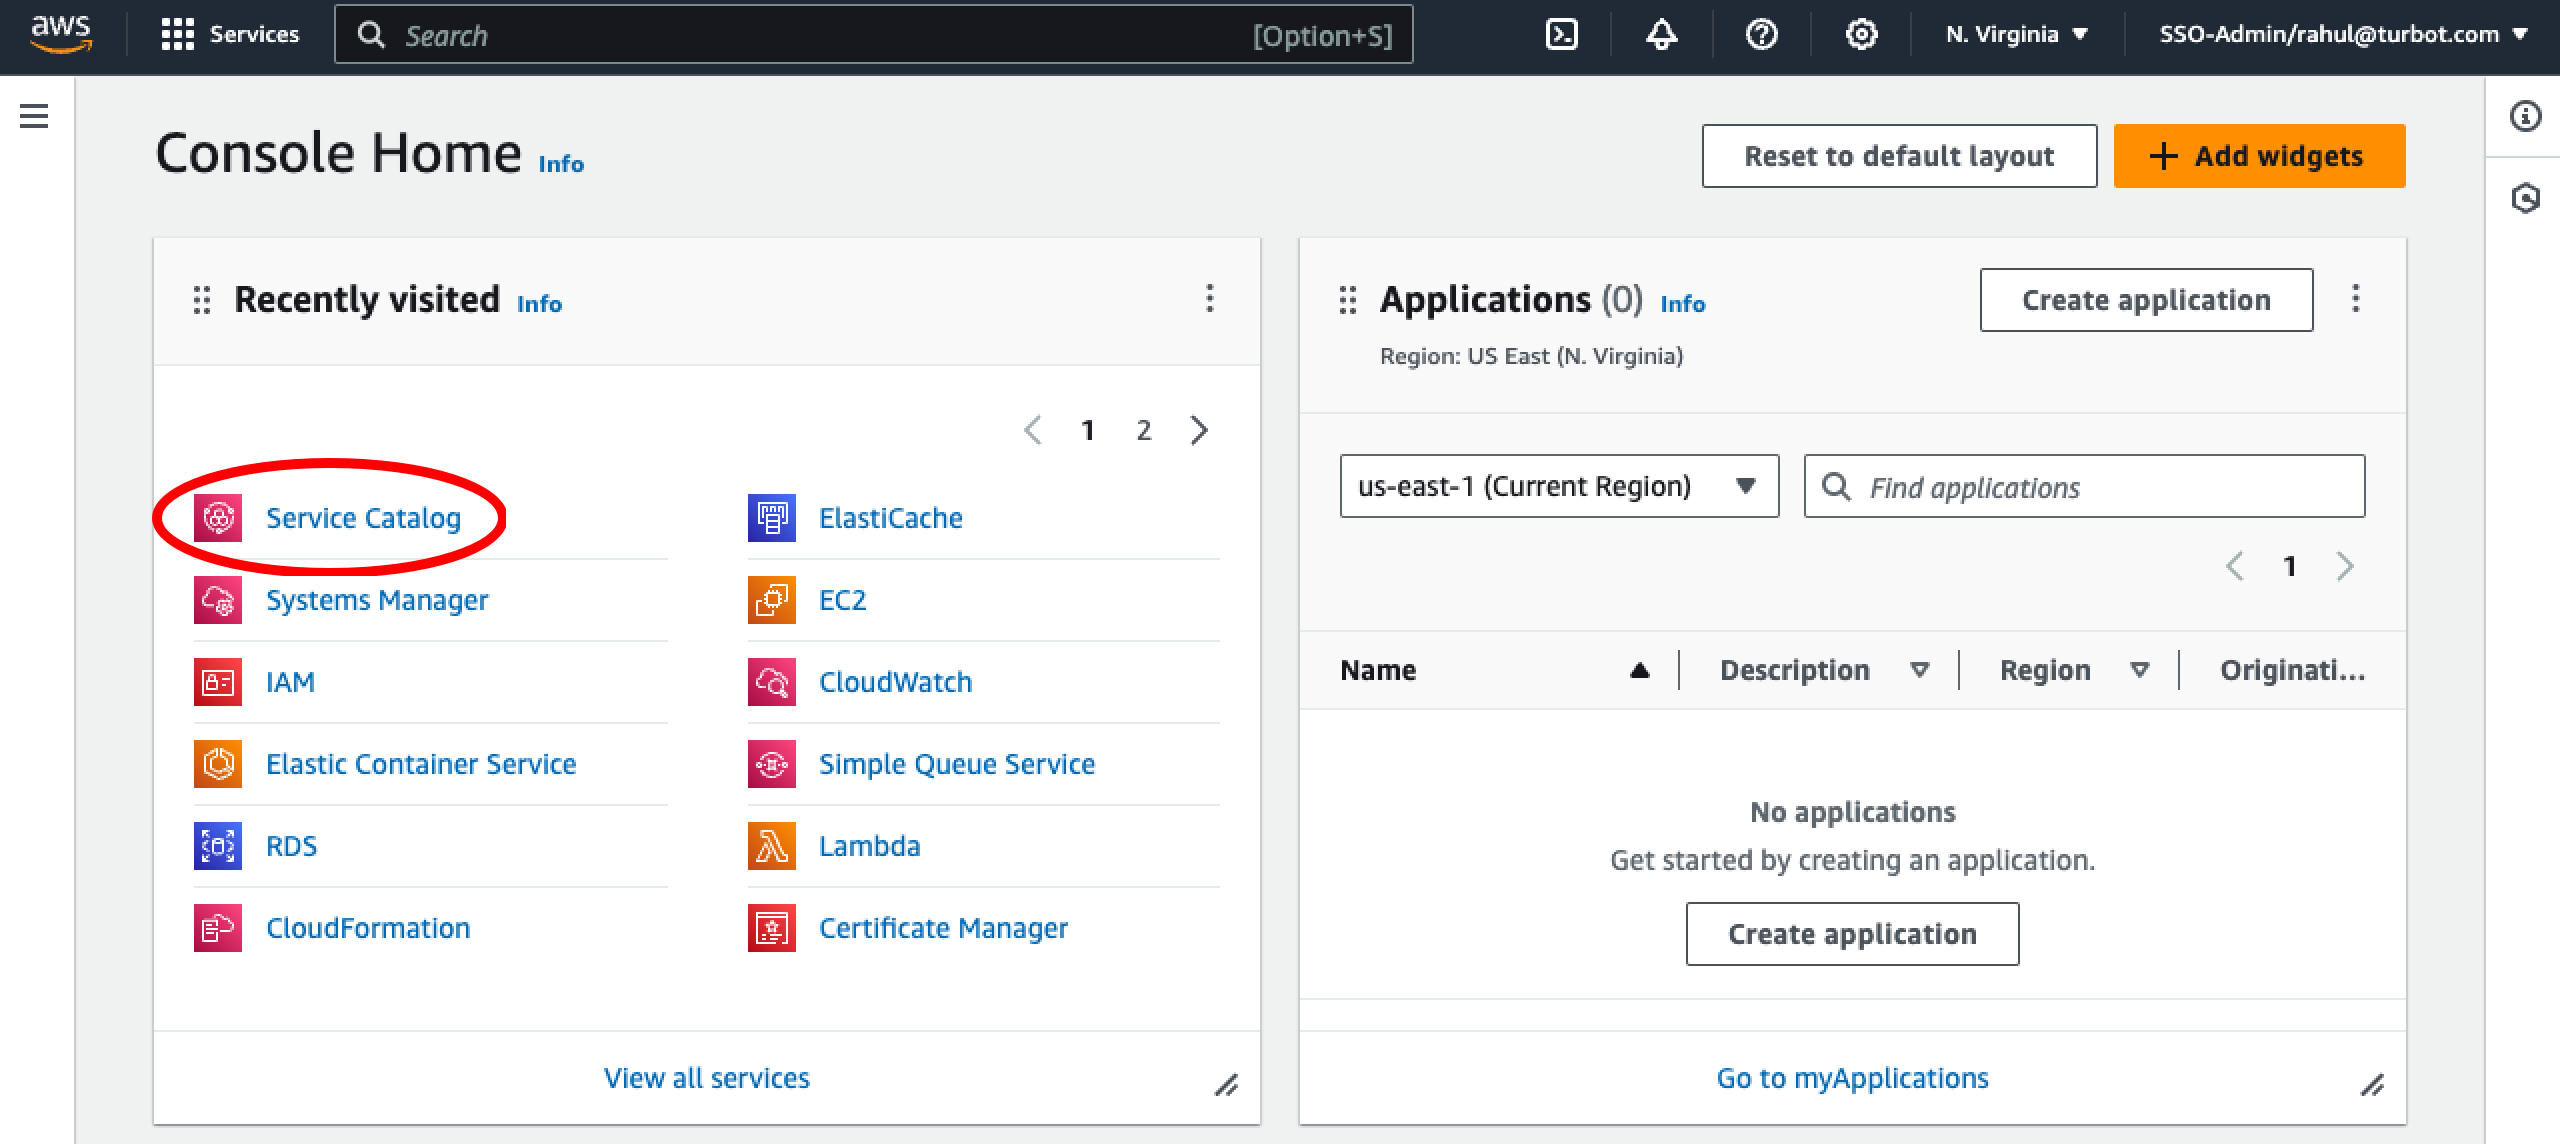 aws Services Search [Option+S] N. Virginia SSO-Admin/rahul@turbot.com
Console Home Info
Reset to default layout
+ Add widgets
Recently visited Info
1 2
Service Catalog
Systems Manager
IAM
Elastic Container Service
RDS
CloudFormation
ElastiCache
EC2
CloudWatch
Simple Queue Service
Lambda
Certificate Manager
View all services
Applications (0) Info
Create application
Region: US East (N. Virginia)
us-east-1 (Current Region)
Find applications
1
Name Description Region Originati...
No applications
Get started by creating an application.
Create application
Go to myApplications